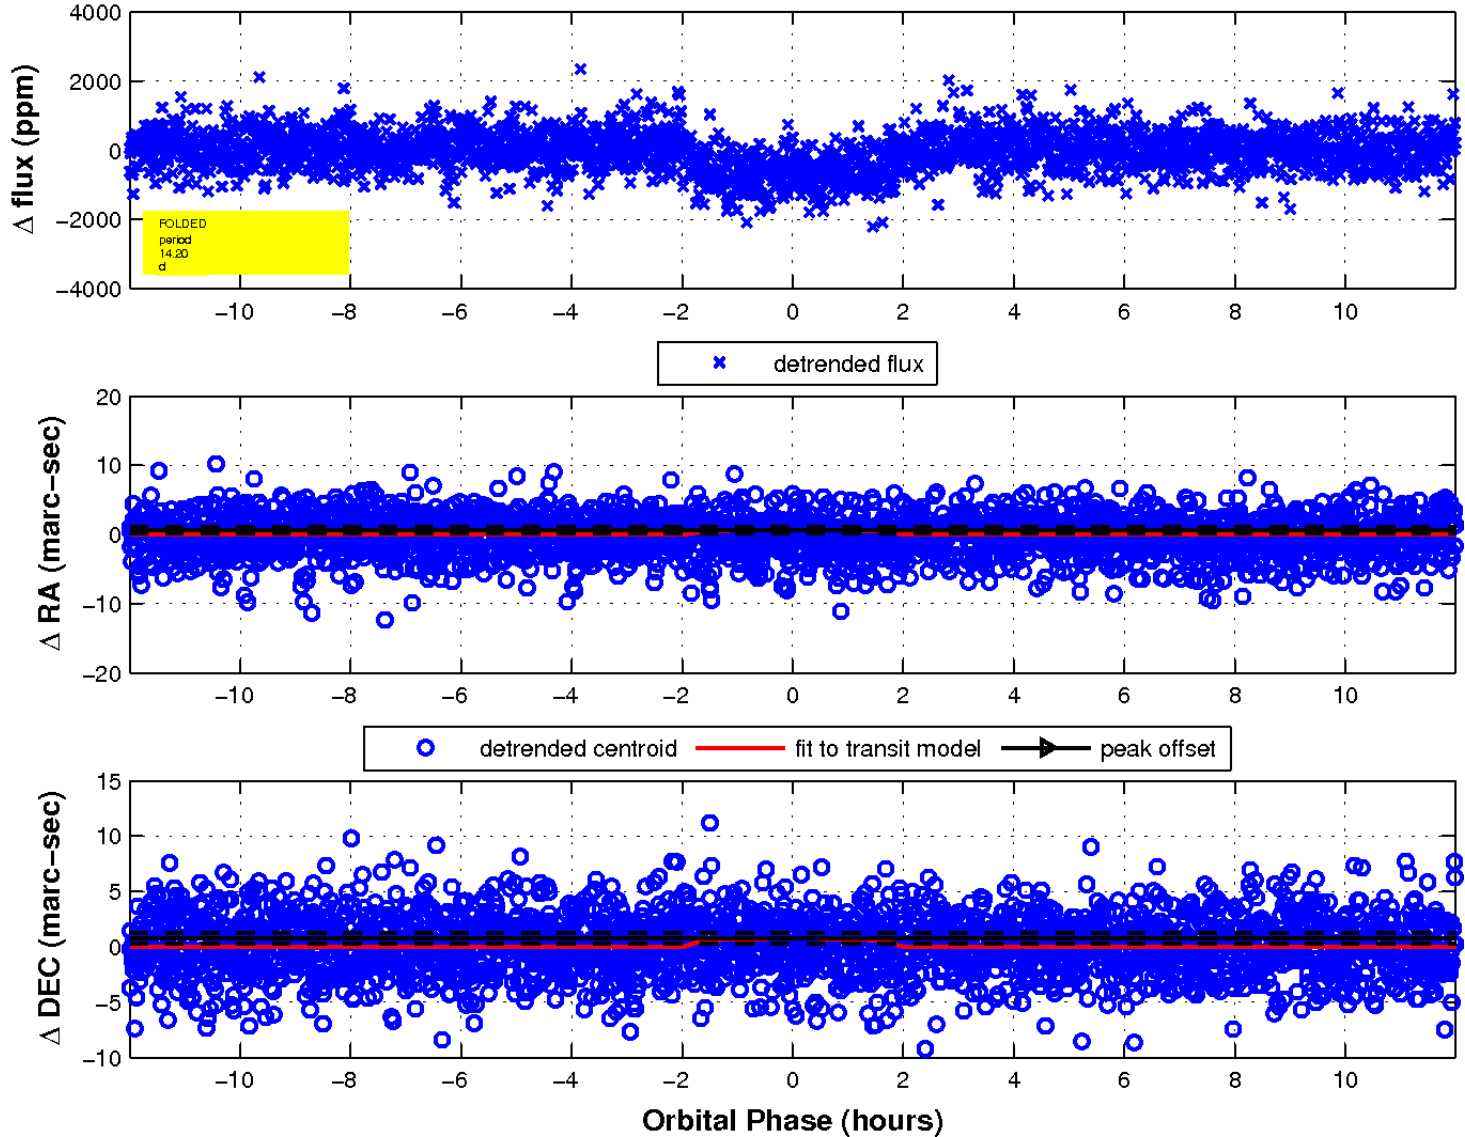 4000
2000
0
−2000
−4000
Δ flux (ppm)
FOLDED
period
14.20
d
−10 −8 −6 −4 −2 0 2 4 6 8 10
detrended flux
20
10
0
−10
−20
Δ RA (marc−sec)
−10 −8 −6 −4 −2 0 2 4 6 8 10
detrended centroid fit to transit model peak offset
15
10
5
0
−5
−10
Δ DEC (marc−sec)
−10 −8 −6 −4 −2 0 2 4 6 8 10
Orbital Phase (hours)